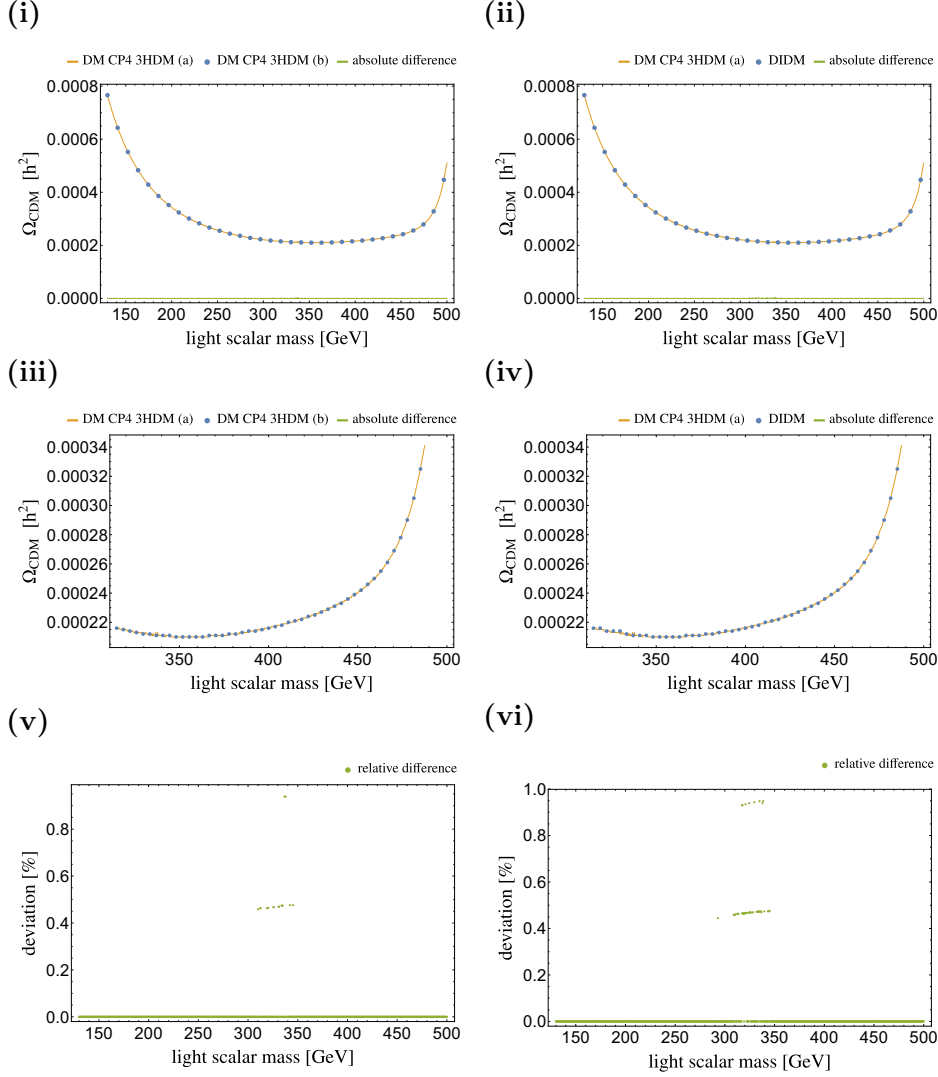 (i)
DM CP4 3HDM (a) DM CP4 3HDM (b) absolute difference
0.0008
0.0006
0.0004
0.0002
0.0000
Ω_CDM [h²]
150 200 250 300 350 400 450 500
light scalar mass [GeV]
(ii)
DM CP4 3HDM (a) DIDM absolute difference
0.0008
0.0006
0.0004
0.0002
0.0000
Ω_CDM [h²]
150 200 250 300 350 400 450 500
light scalar mass [GeV]
(iii)
DM CP4 3HDM (a) DM CP4 3HDM (b) absolute difference
0.00034
0.00032
0.00030
0.00028
0.00026
0.00024
0.00022
Ω_CDM [h²]
350 400 450 500
light scalar mass [GeV]
(iv)
DM CP4 3HDM (a) DIDM absolute difference
0.00034
0.00032
0.00030
0.00028
0.00026
0.00024
0.00022
Ω_CDM [h²]
350 400 450 500
light scalar mass [GeV]
(v)
relative difference
0.8
0.6
0.4
0.2
0.0
deviation [%]
150 200 250 300 350 400 450 500
light scalar mass [GeV]
(vi)
relative difference
1.0
0.8
0.6
0.4
0.2
0.0
deviation [%]
150 200 250 300 350 400 450 500
light scalar mass [GeV]